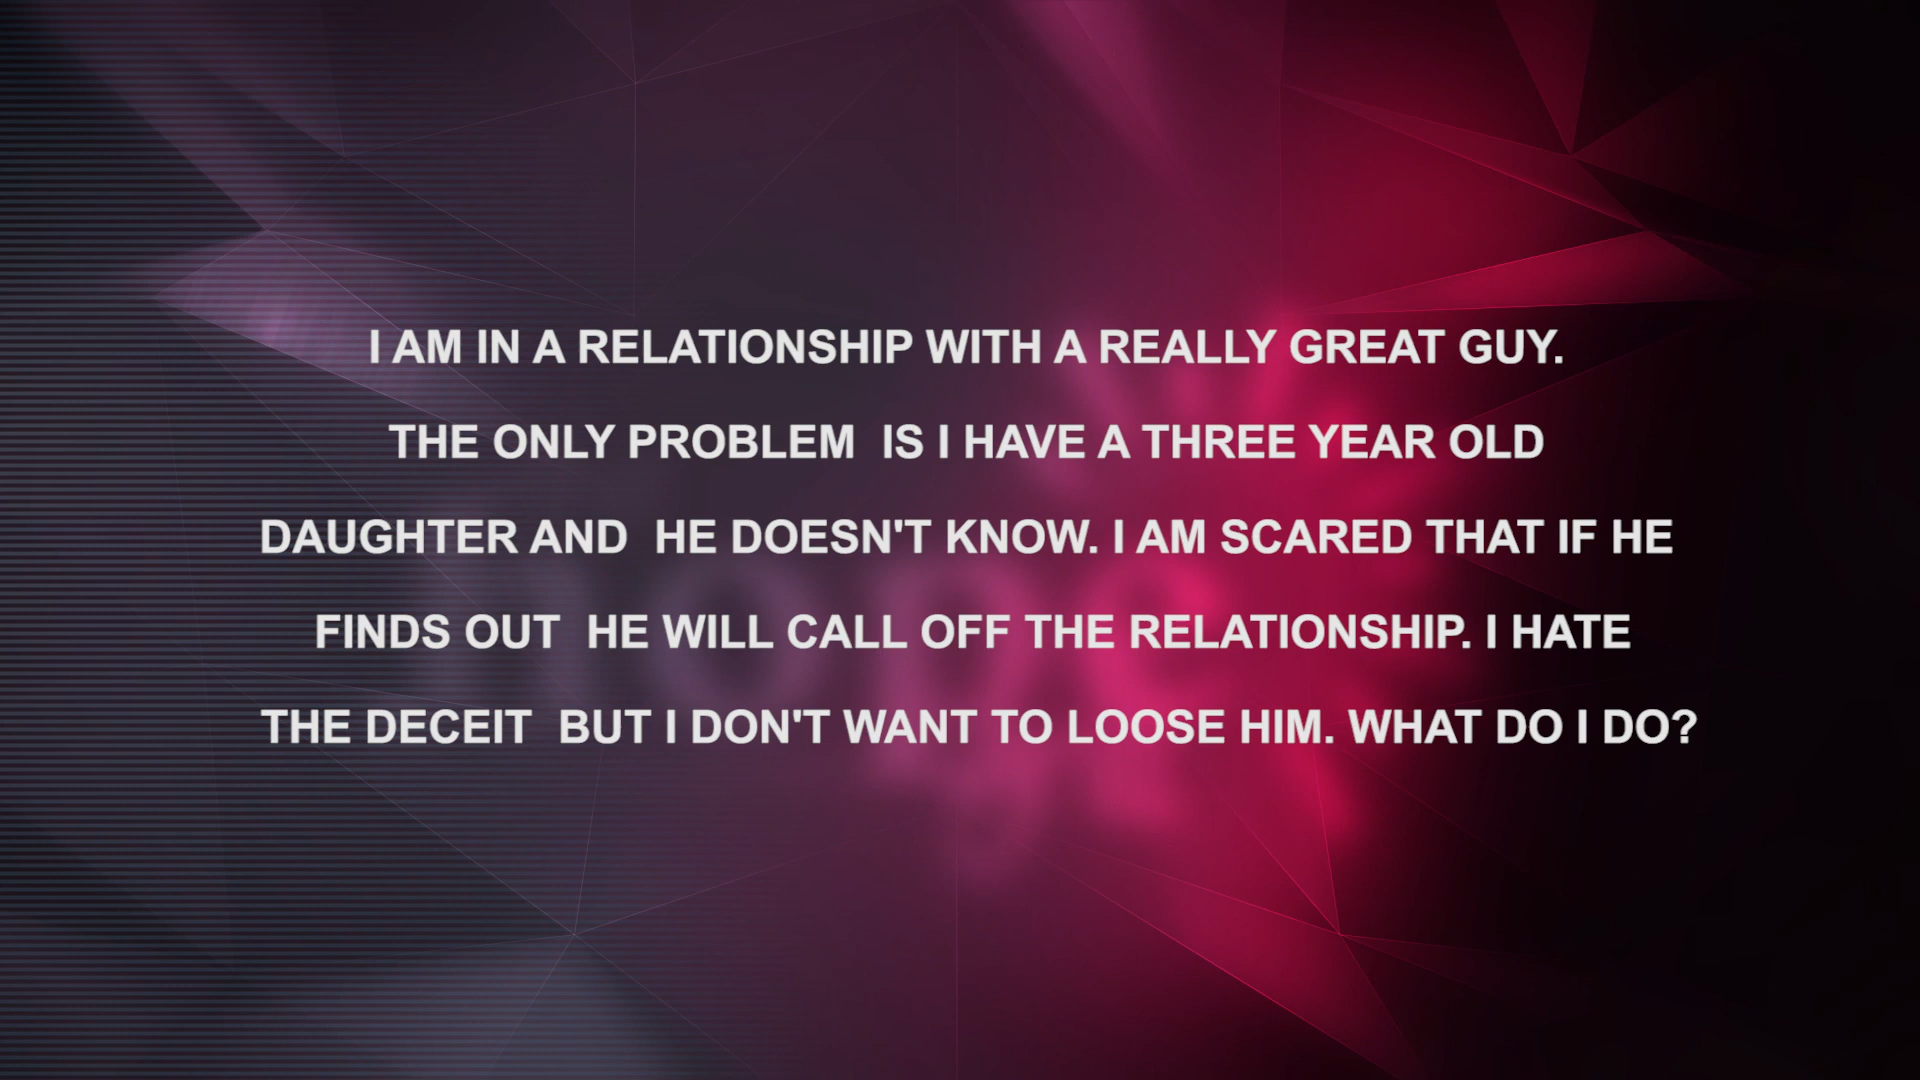 I AM IN A RELATIONSHIP WITH A REALLY GREAT GUY.
THE ONLY PROBLEM  IS I HAVE A THREE YEAR OLD
DAUGHTER AND  HE DOESN'T KNOW. I AM SCARED THAT IF HE
FINDS OUT  HE WILL CALL OFF THE RELATIONSHIP. I HATE
THE DECEIT  BUT I DON'T WANT TO LOOSE HIM. WHAT DO I DO?